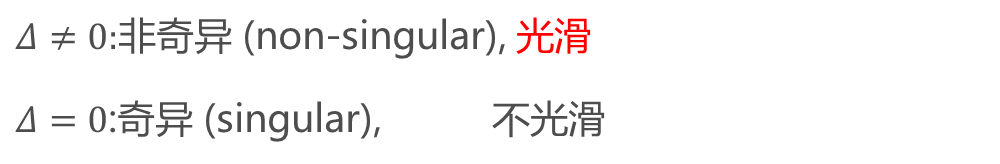 Δ ≠ 0:非奇异 (non-singular), 光滑
Δ = 0:奇异 (singular), 不光滑